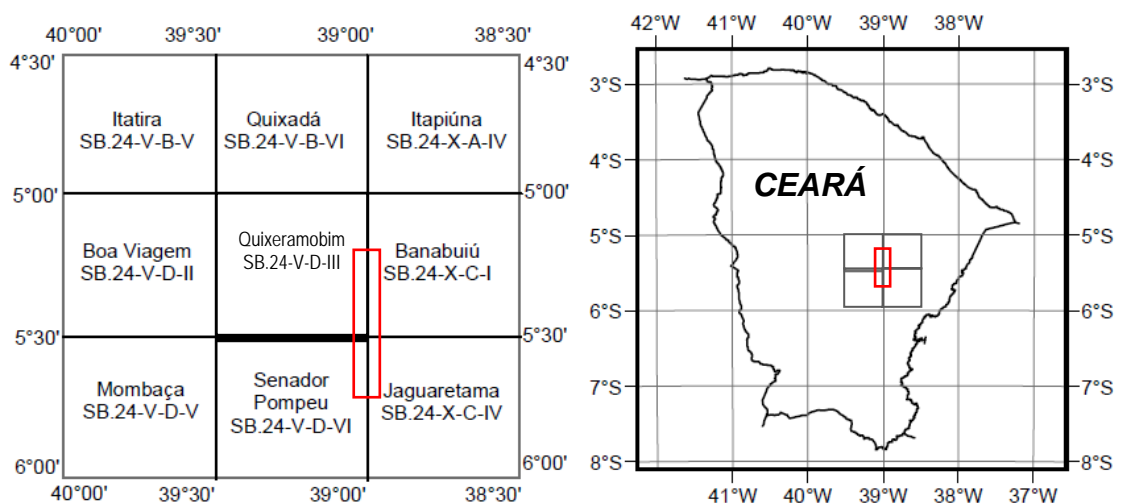 40°00' 39°30' 39°00' 38°30'
4°30' 4°30'
Itatira
SB.24-V-B-V
Quixadá
SB.24-V-B-VI
Itapiúna
SB.24-X-A-IV
5°00' 5°00'
Boa Viagem
SB.24-V-D-II
Quixeramobim
SB.24-V-D-III
Banabuiú
SB.24-X-C-I
5°30' 5°30'
Mombaça
SB.24-V-D-V
Senador
Pompeu
SB.24-V-D-VI
Jaguaretama
SB.24-X-C-IV
6°00' 6°00'
40°00' 39°30' 39°00' 38°30'
42°W 41°W 40°W 39°W 38°W
3°S 3°S
4°S 4°S
CEARÁ
5°S 5°S
6°S 6°S
7°S 7°S
8°S 8°S
41°W 40°W 39°W 38°W 37°W